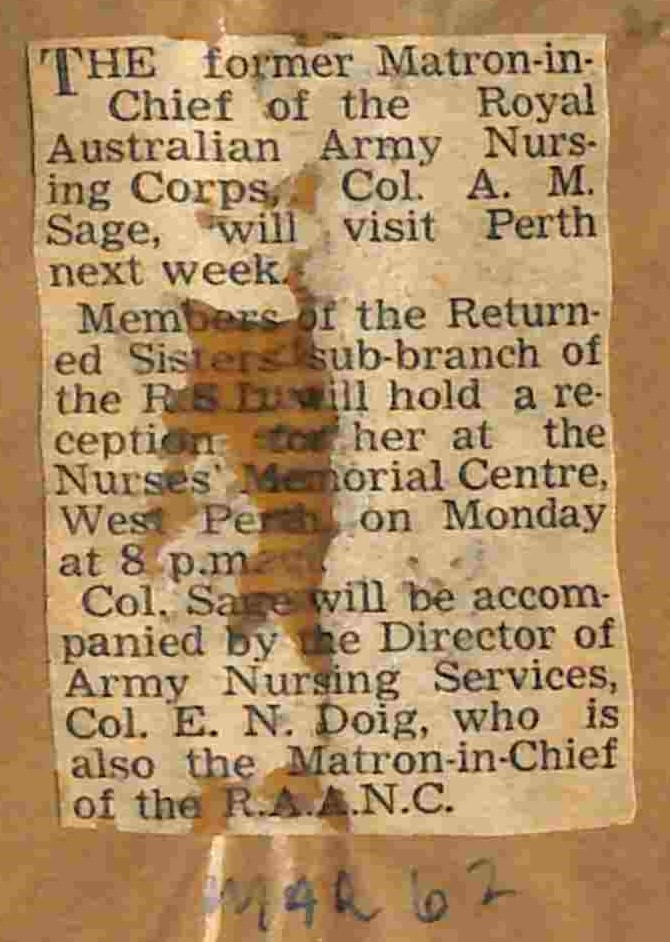 THE former Matron-in-
Chief of the Royal
Australian Army Nurs-
ing Corps, Col. A. M.
Sage, will visit Perth
next week.
Members of the Return-
ed Sisters' sub-branch of
the R.S.L. will hold a re-
ception for her at the
Nurses' Memorial Centre,
West Perth on Monday
at 8 p.m.
Col. Sage will be accom-
panied by the Director of
Army Nursing Services,
Col. E. N. Doig, who is
also the Matron-in-Chief
of the R.A.A.N.C.
MAR 62